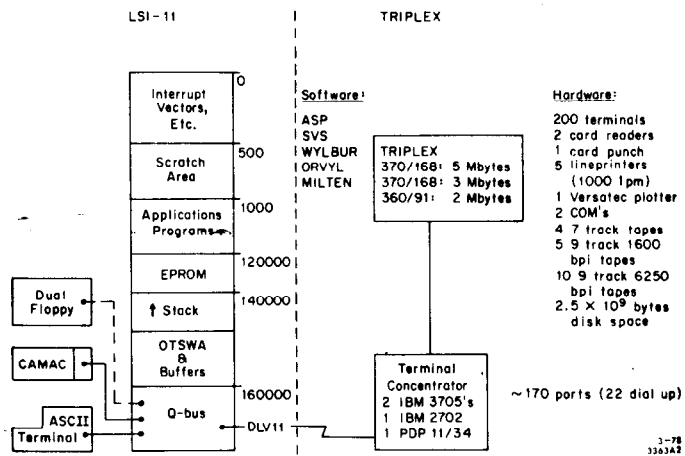 LSI-11
TRIPLEX
0
Interrupt
Vectors,
Etc.
500
Scratch
Area
1000
Applications
Programs
120000
EPROM
140000
↑ Stack
OTSWA
&
Buffers
160000
Q-bus
Dual
Floppy
CAMAC
ASCII
Terminal
DLV11
Software:
ASP
SVS
WYLBUR
ORVYL
MILTEN
TRIPLEX
370/168: 5 Mbytes
370/168: 3 Mbytes
360/91: 2 Mbytes
Terminal
Concentrator
2 IBM 3705's
1 IBM 2702
1 PDP 11/34
Hardware:
200 terminals
2 card readers
1 card punch
5 lineprinters
(1000 lpm)
1 Versatec plotter
2 COM's
4 7 track tapes
5 9 track 1600
bpi tapes
10 9 track 6250
bpi tapes
2.5 × 10⁹ bytes
disk space
~170 ports (22 dial up)
3-78
3363A2